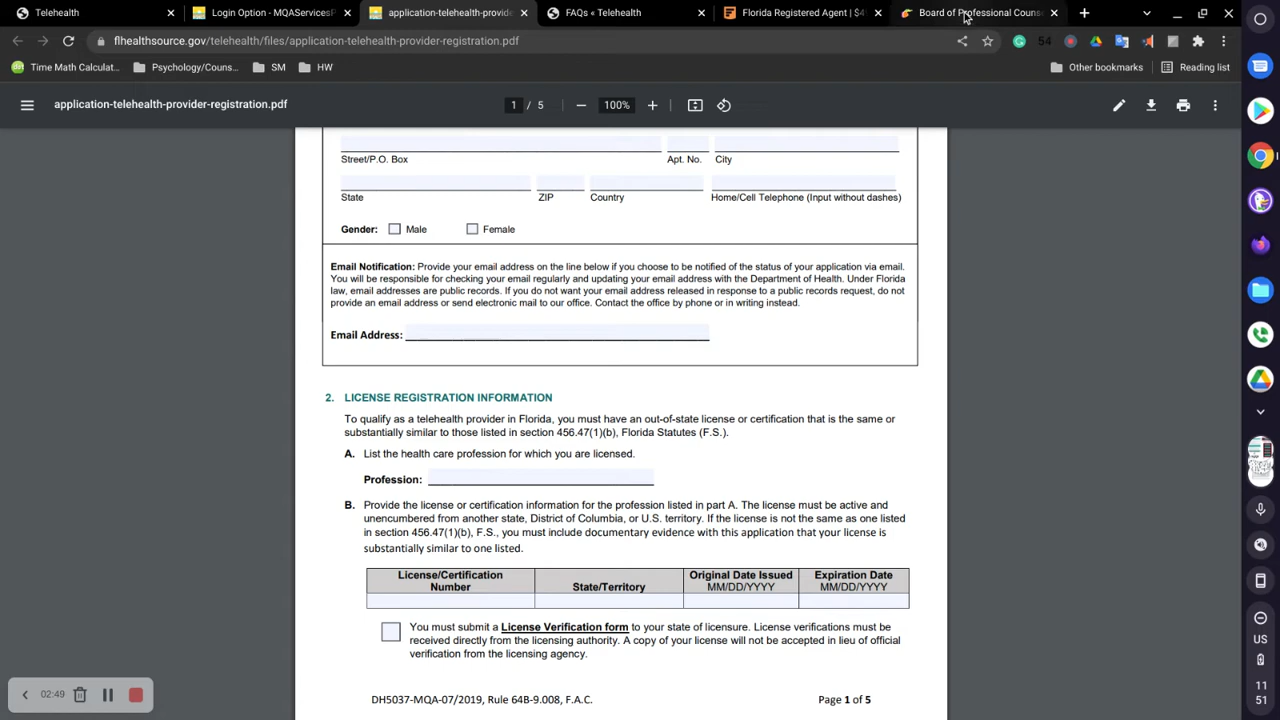 Telehealth
Login Option - MQAServicesP
application-telehealth-provide
FAQs « Telehealth
Florida Registered Agent | $4
Board of Professional Couns
flhealthsource.gov/telehealth/files/application-telehealth-provider-registration.pdf
54
Time Math Calculat...
Psychology/Couns...
SM
HW
Other bookmarks
Reading list
application-telehealth-provider-registration.pdf
1 / 5
100%
Street/P.O. Box Apt. No. City
State ZIP Country Home/Cell Telephone (Input without dashes)
Gender: Male Female
Email Notification: Provide your email address on the line below if you choose to be notified of the status of your application via email.
You will be responsible for checking your email regularly and updating your email address with the Department of Health. Under Florida
law, email addresses are public records. If you do not want your email address released in response to a public records request, do not
provide an email address or send electronic mail to our office. Contact the office by phone or in writing instead.
Email Address:
2. LICENSE REGISTRATION INFORMATION
To qualify as a telehealth provider in Florida, you must have an out-of-state license or certification that is the same or
substantially similar to those listed in section 456.47(1)(b), Florida Statutes (F.S.).
A. List the health care profession for which you are licensed.
Profession:
B. Provide the license or certification information for the profession listed in part A. The license must be active and
unencumbered from another state, District of Columbia, or U.S. territory. If the license is not the same as one listed
in section 456.47(1)(b), F.S., you must include documentary evidence with this application that your license is
substantially similar to one listed.
License/Certification Number
State/Territory
Original Date Issued MM/DD/YYYY
Expiration Date MM/DD/YYYY
You must submit a License Verification form to your state of licensure. License verifications must be
received directly from the licensing authority. A copy of your license will not be accepted in lieu of official
verification from the licensing agency.
DH5037-MQA-07/2019, Rule 64B-9.008, F.A.C. Page 1 of 5
02:49
US
11
51